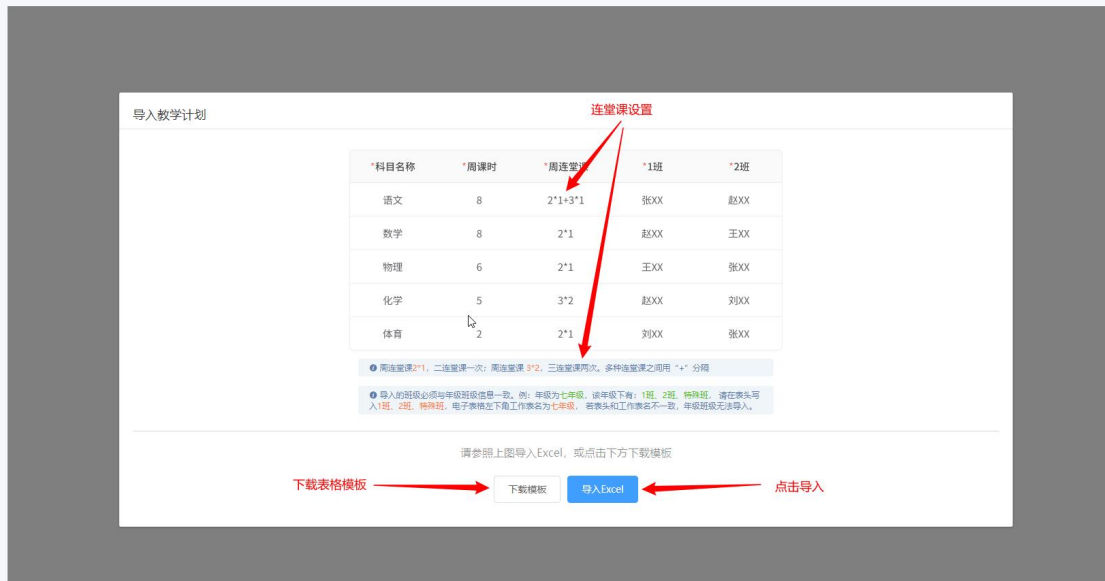 导入教学计划
连堂课设置
*科目名称 *周课时 *周连堂课 *1班 *2班
语文 8 2*1+3*1 张XX 赵XX
数学 8 2*1 赵XX 王XX
物理 6 2*1 王XX 张XX
化学 5 3*2 赵XX 刘XX
体育 2 2*1 刘XX 张XX
周连堂课2*1，二连堂课一次；周连堂课 3*2，三连堂课两次。多种连堂课之间用 "+" 分隔
导入的班级必须与年级班级信息一致。例：年级为七年级，该年级下有：1班，2班，特殊班，请在表头写
入1班，2班，特殊班，电子表格左下角工作表名为七年级， 若表头和工作表名不一致，年级班级无法导入。
请参照上图导入Excel，或点击下方下载模板
下载表格模板 下载模板 导入Excel 点击导入